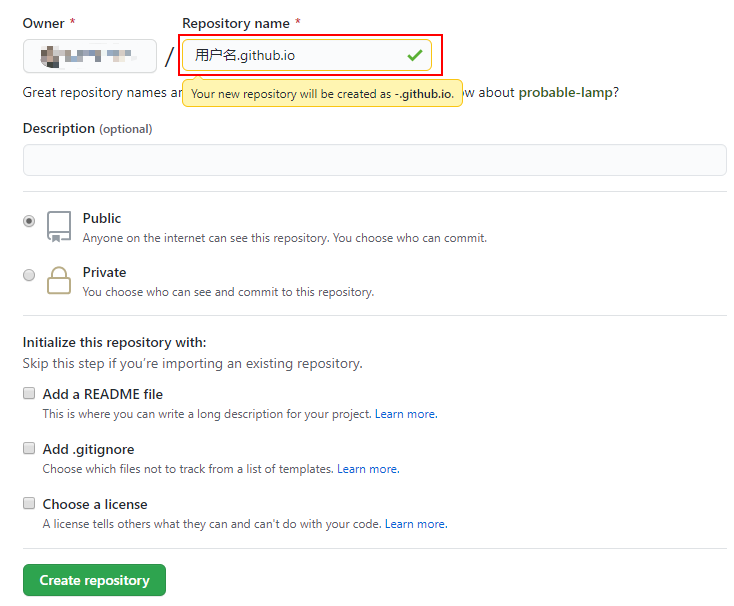 Owner * Repository name *
/ 用户名.github.io
Great repository names ar
Your new repository will be created as -.github.io.
ow about probable-lamp?
Description (optional)
Public
Anyone on the internet can see this repository. You choose who can commit.
Private
You choose who can see and commit to this repository.
Initialize this repository with:
Skip this step if you're importing an existing repository.
Add a README file
This is where you can write a long description for your project. Learn more.
Add .gitignore
Choose which files not to track from a list of templates. Learn more.
Choose a license
A license tells others what they can and can't do with your code. Learn more.
Create repository